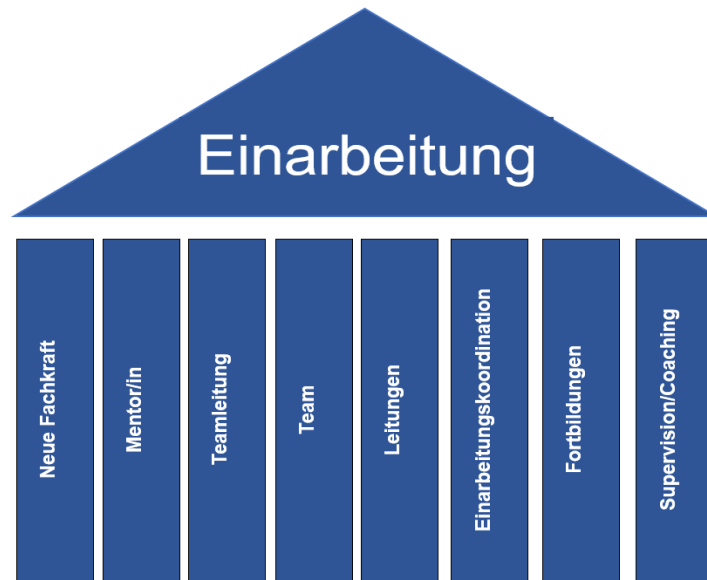 Einarbeitung
Neue Fachkraft
Mentor/in
Teamleitung
Team
Leitungen
Einarbeitungskoordination
Fortbildungen
Supervision/Coaching